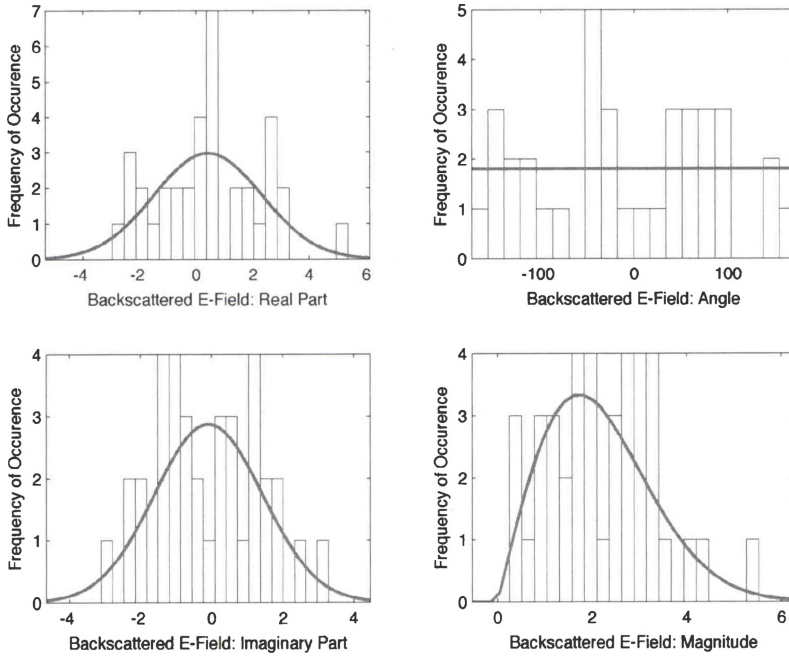 7
6
5
4
3
2
1
0
-4 -2 0 2 4 6
Frequency of Occurence
Backscattered E-Field: Real Part
5
4
3
2
1
0
-100 0 100
Frequency of Occurence
Backscattered E-Field: Angle
4
3
2
1
0
-4 -2 0 2 4
Frequency of Occurence
Backscattered E-Field: Imaginary Part
4
3
2
1
0
0 2 4 6
Frequency of Occurence
Backscattered E-Field: Magnitude